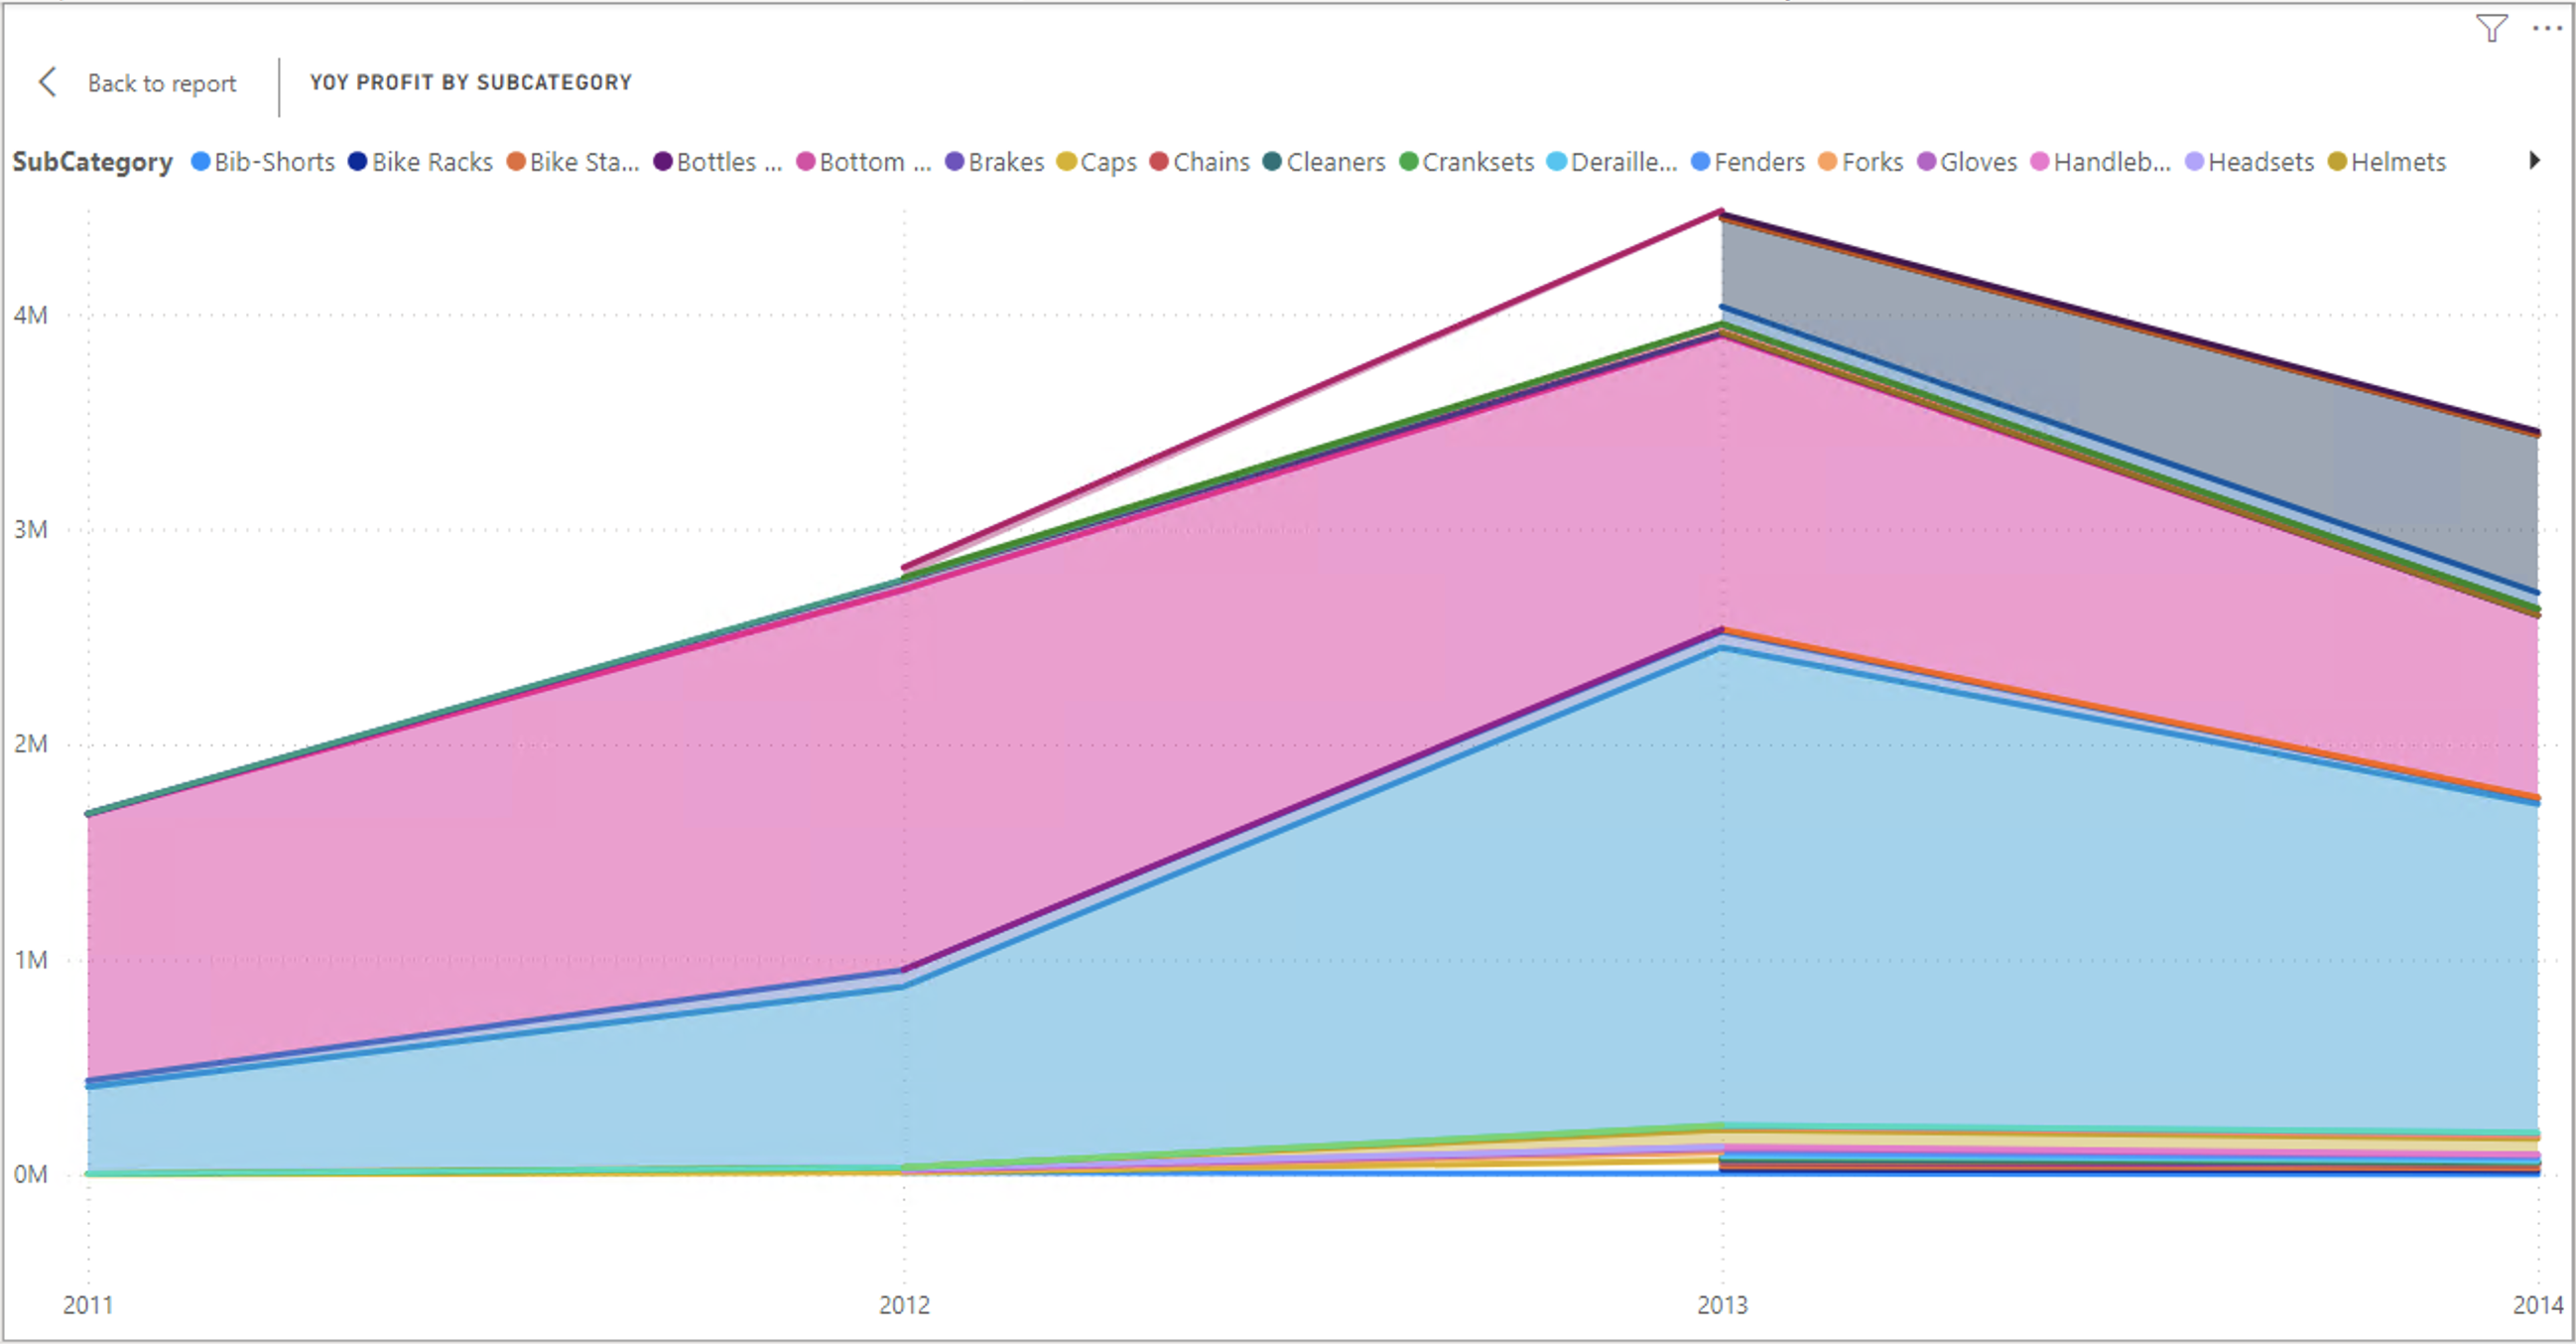 Back to report
YOY PROFIT BY SUBCATEGORY
SubCategory Bib-Shorts Bike Racks Bike Sta... Bottles ... Bottom ... Brakes Caps Chains Cleaners Cranksets Deraille... Fenders Forks Gloves Handleb... Headsets Helmets
4M
3M
2M
1M
0M
2011 2012 2013 2014